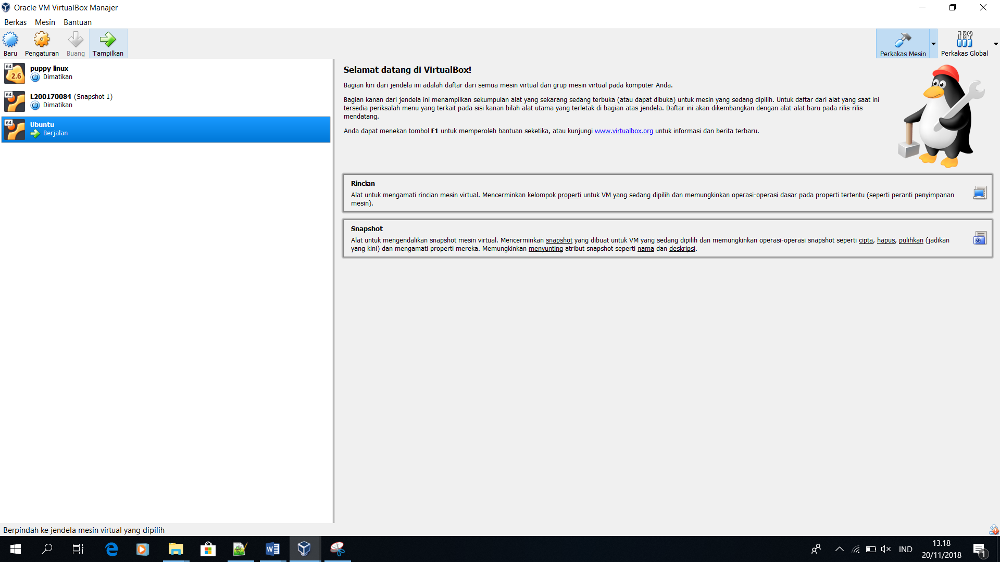 Oracle VM VirtualBox Manajer
Berkas Mesin Bantuan
Baru Pengaturan Buang Tampilkan
Perkakas Mesin Perkakas Global
64
2.6
puppy linux
Dimatikan
64
L200170084 (Snapshot 1)
Dimatikan
64
Ubuntu
Berjalan
Selamat datang di VirtualBox!
Bagian kiri dari jendela ini adalah daftar dari semua mesin virtual dan grup mesin virtual pada komputer Anda.
Bagian kanan dari jendela ini menampilkan sekumpulan alat yang sekarang sedang terbuka (atau dapat dibuka) untuk mesin yang sedang dipilih. Untuk daftar dari alat yang saat ini
tersedia periksalah menu yang terkait pada sisi kanan bilah alat utama yang terletak di bagian atas jendela. Daftar ini akan dikembangkan dengan alat-alat baru pada rilis-rilis
mendatang.
Anda dapat menekan tombol F1 untuk memperoleh bantuan seketika, atau kunjungi www.virtualbox.org untuk informasi dan berita terbaru.
Rincian
Alat untuk mengamati rincian mesin virtual. Mencerminkan kelompok properti untuk VM yang sedang dipilih dan memungkinkan operasi-operasi dasar pada properti tertentu (seperti peranti penyimpanan
mesin).
Snapshot
Alat untuk mengendalikan snapshot mesin virtual. Mencerminkan snapshot yang dibuat untuk VM yang sedang dipilih dan memungkinkan operasi-operasi snapshot seperti cipta, hapus, pulihkan (jadikan
yang kini) dan mengamati properti mereka. Memungkinkan menyunting atribut snapshot seperti nama dan deskripsi.
Berpindah ke jendela mesin virtual yang dipilih
IND
13.18
20/11/2018
1